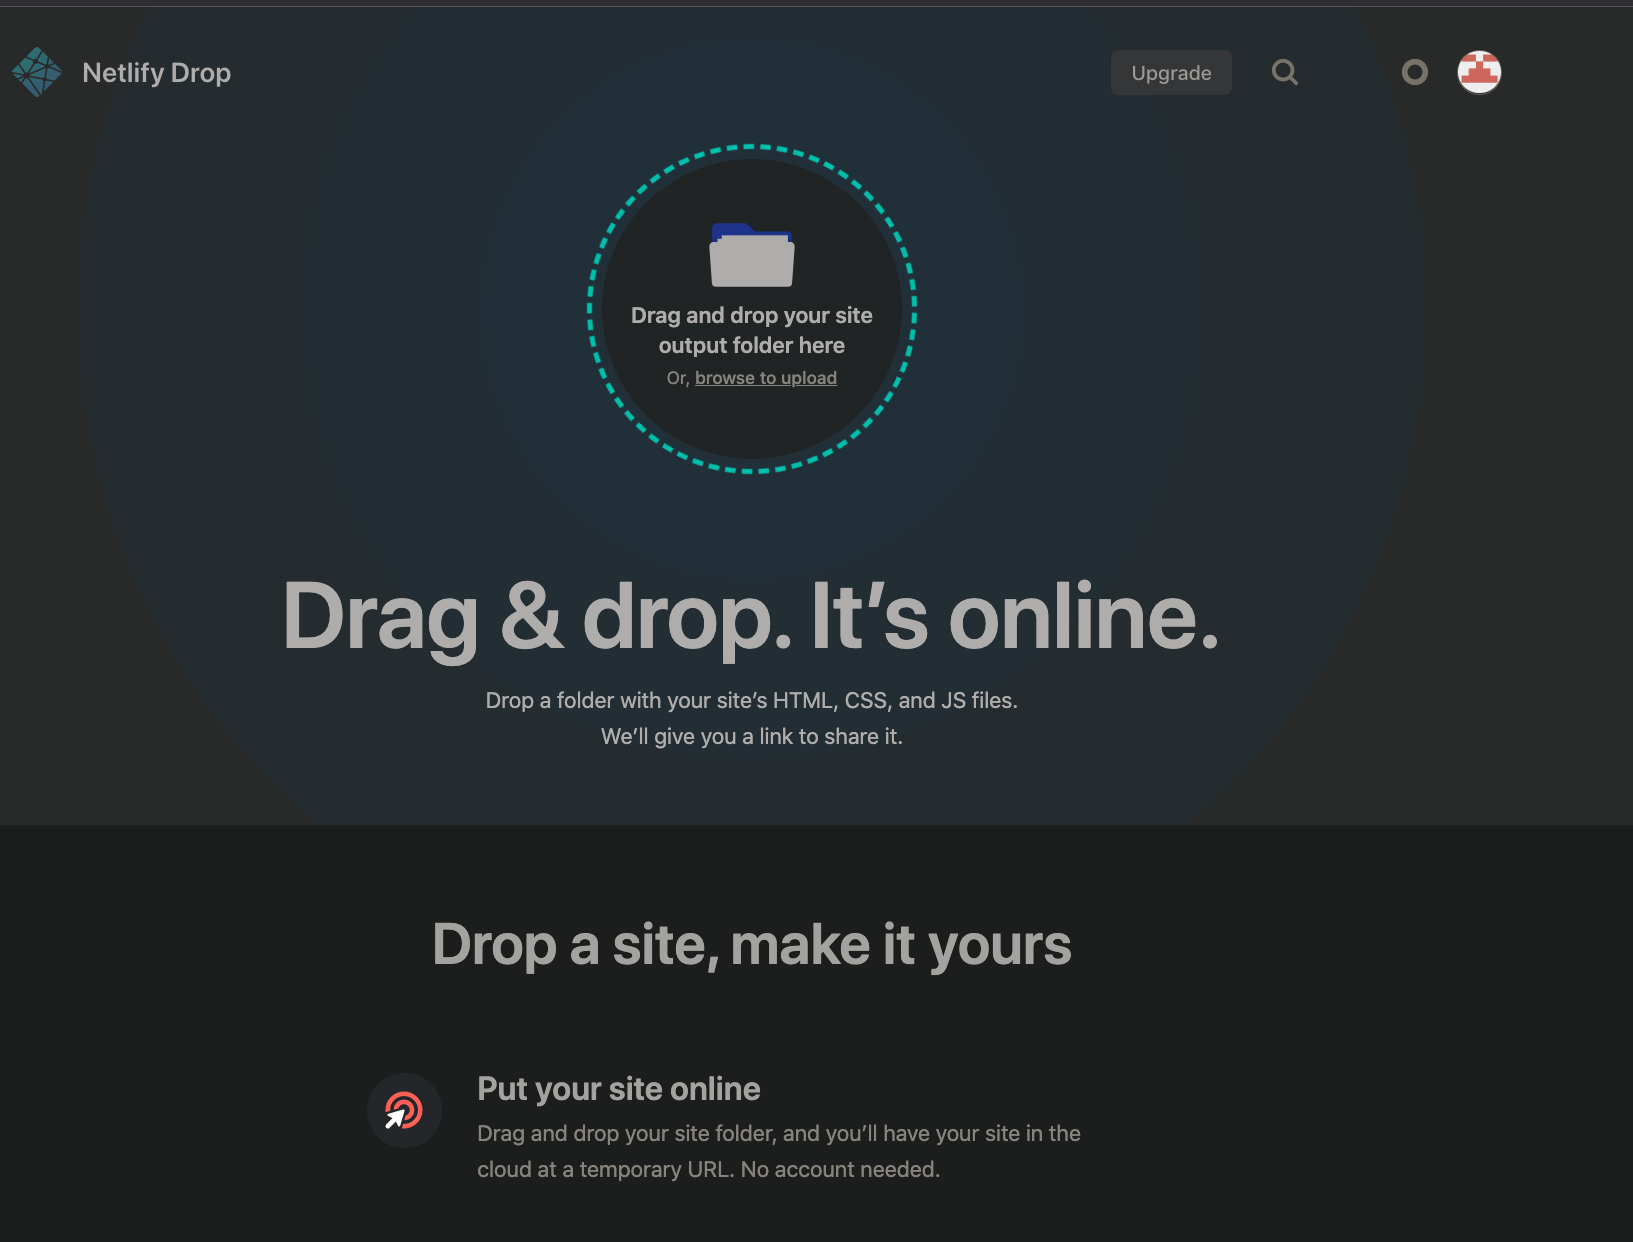 Netlify Drop
Upgrade
Drag and drop your site
output folder here
Or, browse to upload
Drag & drop. It’s online.
Drop a folder with your site’s HTML, CSS, and JS files.
We’ll give you a link to share it.
Drop a site, make it yours
Put your site online
Drag and drop your site folder, and you’ll have your site in the
cloud at a temporary URL. No account needed.